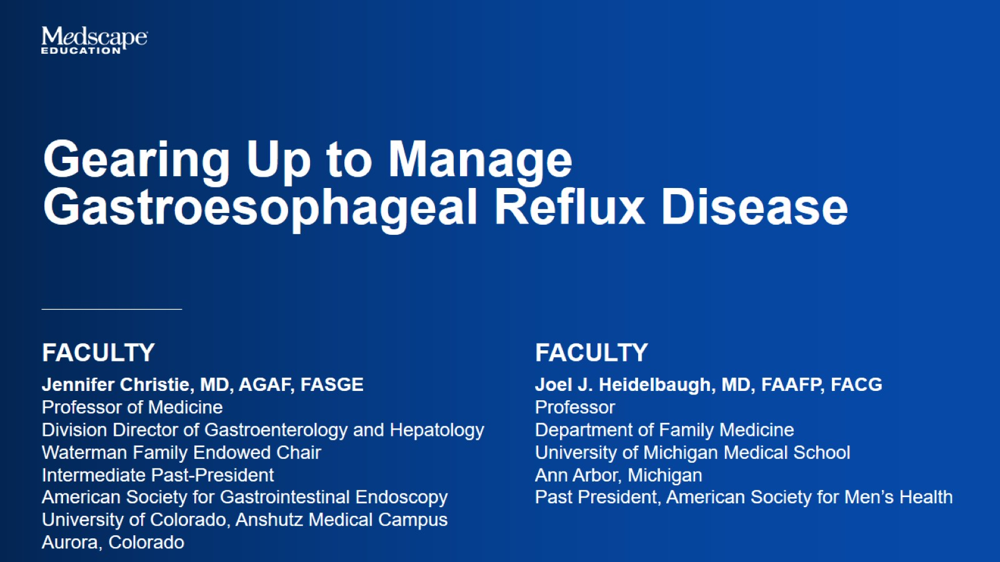 Medscape
EDUCATION
Gearing Up to Manage
Gastroesophageal Reflux Disease
FACULTY
Jennifer Christie, MD, AGAF, FASGE
Professor of Medicine
Division Director of Gastroenterology and Hepatology
Waterman Family Endowed Chair
Intermediate Past-President
American Society for Gastrointestinal Endoscopy
University of Colorado, Anshutz Medical Campus
Aurora, Colorado
FACULTY
Joel J. Heidelbaugh, MD, FAAFP, FACG
Professor
Department of Family Medicine
University of Michigan Medical School
Ann Arbor, Michigan
Past President, American Society for Men’s Health